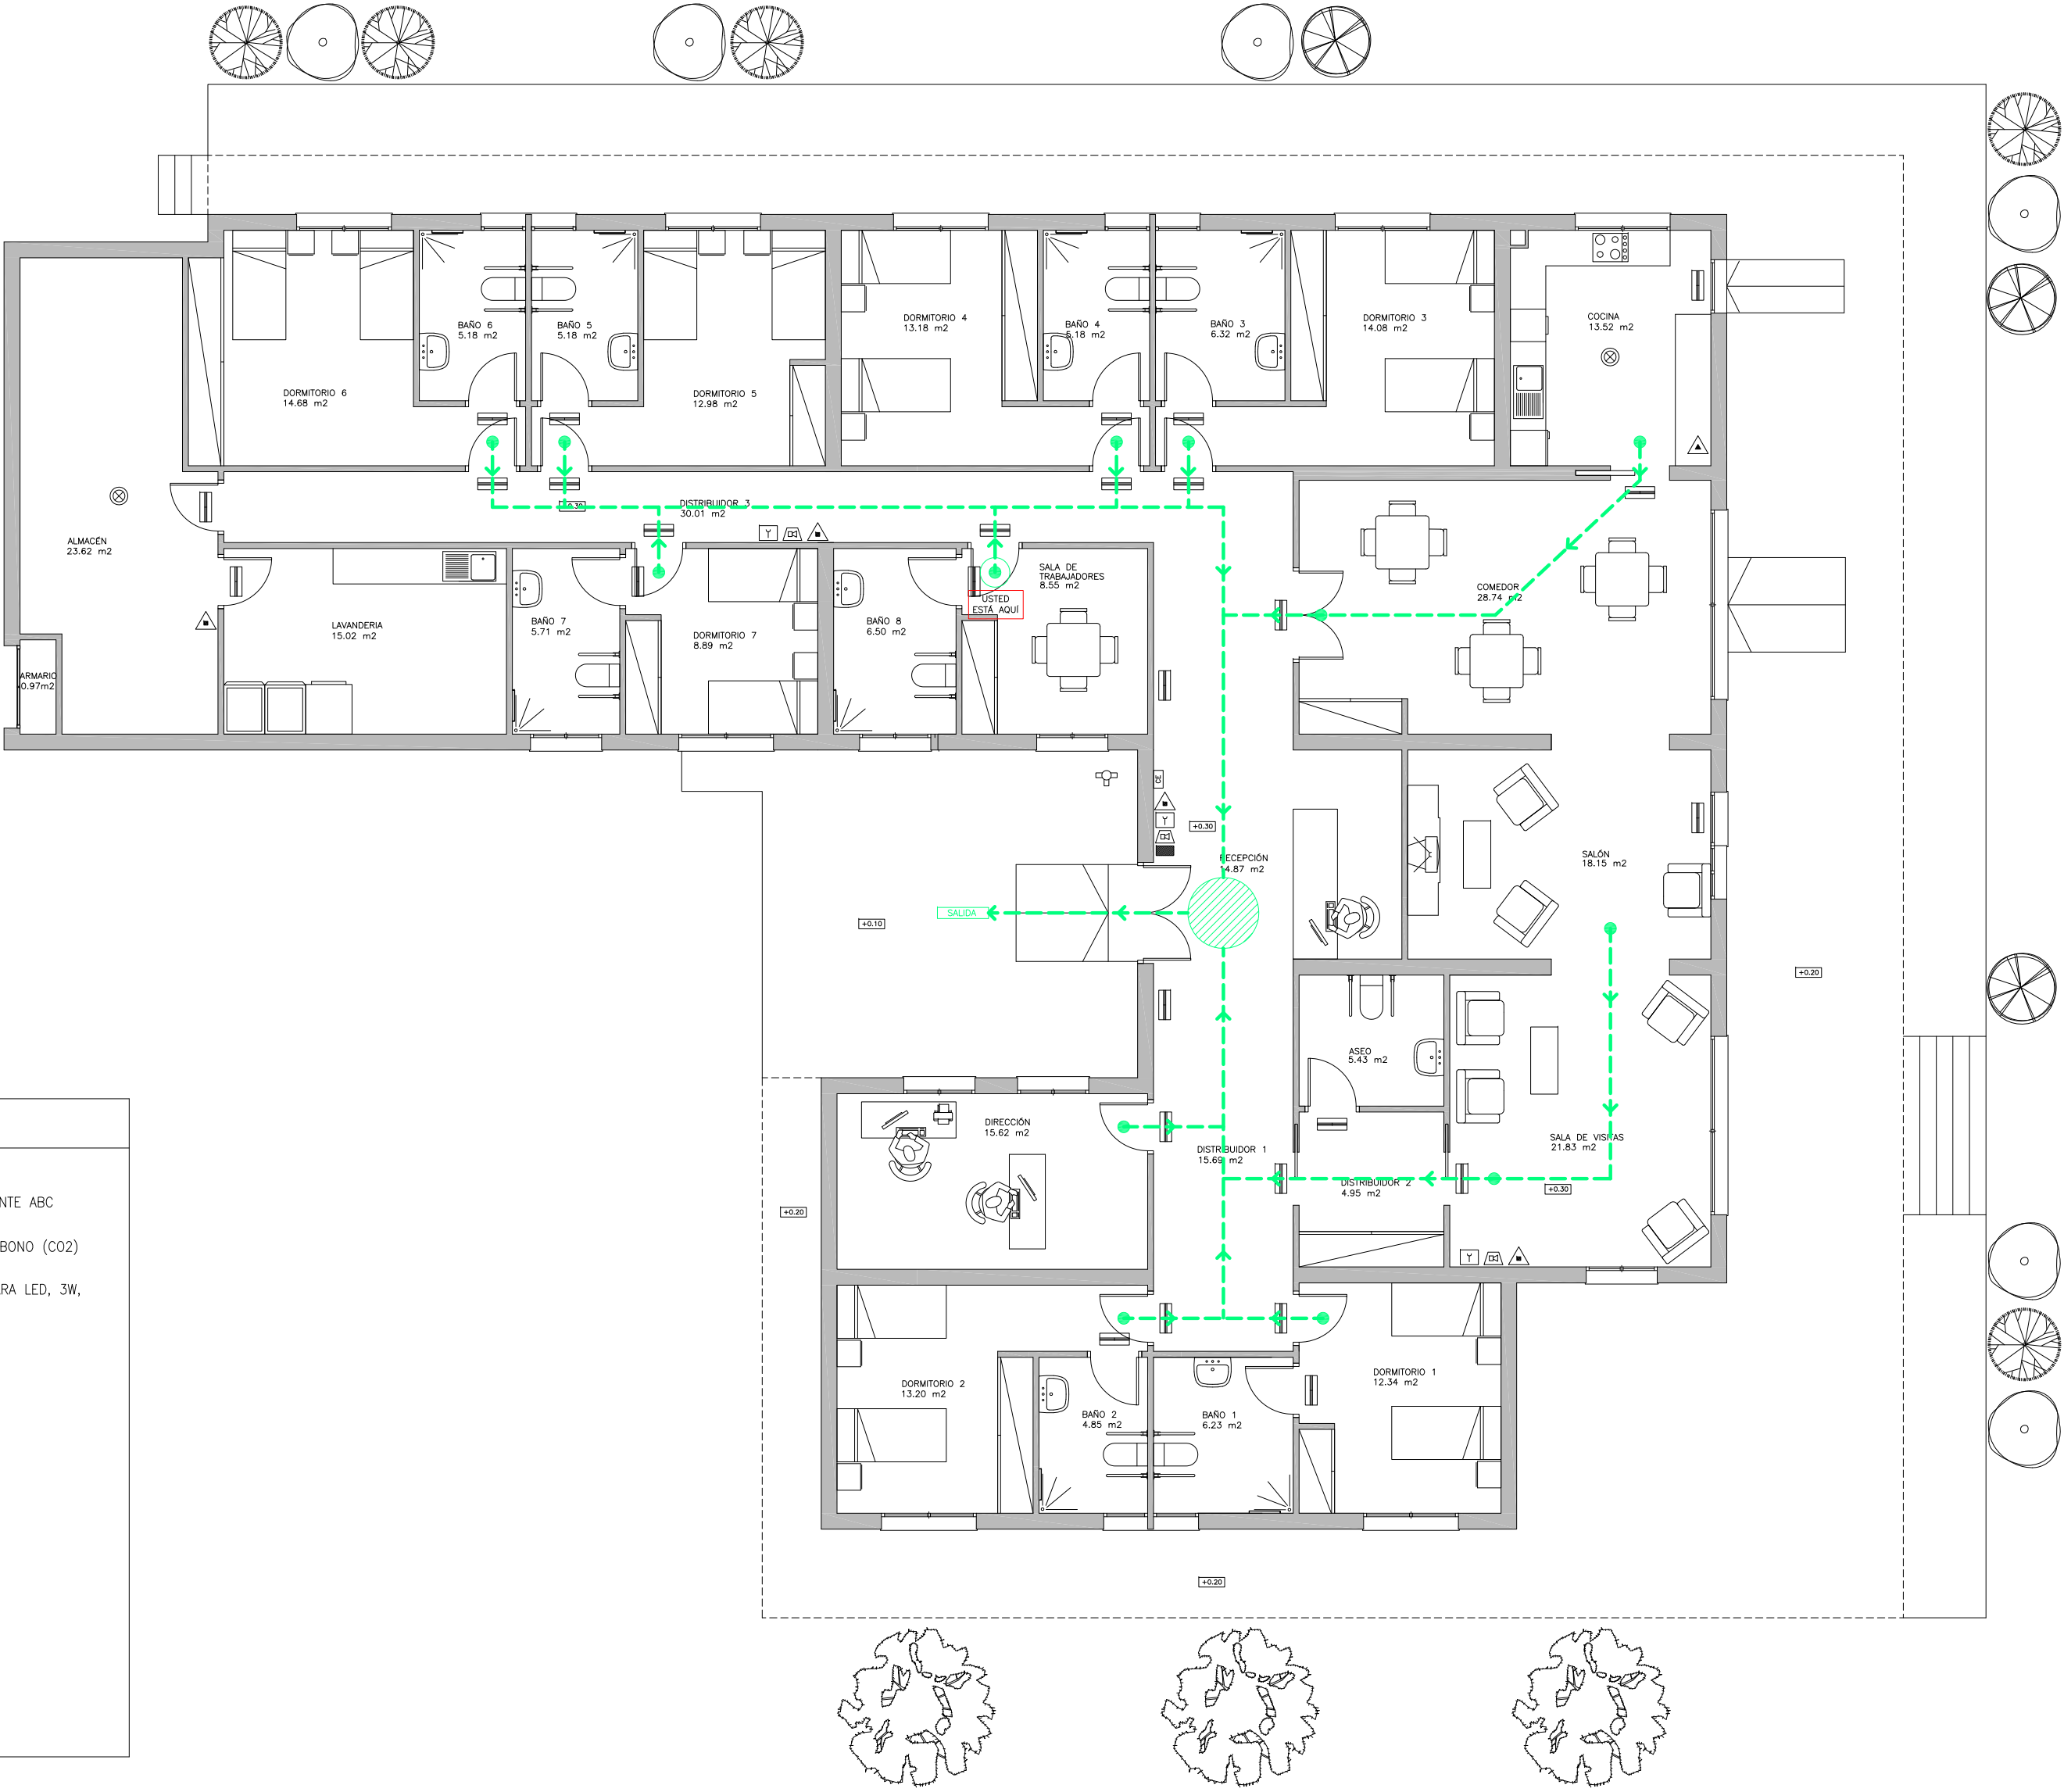 BAÑO 6
5.18 m2
BAÑO 5
5.18 m2
DORMITORIO 4
13.18 m2
BAÑO 4
5.18 m2
BAÑO 3
6.32 m2
DORMITORIO 3
14.08 m2
COCINA
13.52 m2
DORMITORIO 6
14.68 m2
DORMITORIO 5
12.98 m2
+0.30
DISTRIBUIDOR 3
30.01 m2
ALMACÉN
23.62 m2
SALA DE
TRABAJADORES
8.55 m2
USTED
ESTÁ AQUÍ
COMEDOR
28.74 m2
LAVANDERIA
15.02 m2
BAÑO 7
5.71 m2
DORMITORIO 7
8.89 m2
BAÑO 8
6.50 m2
ARMARIO
0.97m2
CE
+0.30
RECEPCIÓN
14.87 m2
SALÓN
18.15 m2
SALIDA
+0.10
+0.20
ASEO
5.43 m2
DIRECCIÓN
15.62 m2
DISTRIBUIDOR 1
15.69 m2
SALA DE VISITAS
21.83 m2
DISTRIBUIDOR 2
4.95 m2
+0.30
+0.20
NTE ABC
BONO (CO2)
RA LED, 3W,
DORMITORIO 2
13.20 m2
DORMITORIO 1
12.34 m2
BAÑO 2
4.85 m2
BAÑO 1
6.23 m2
+0.20